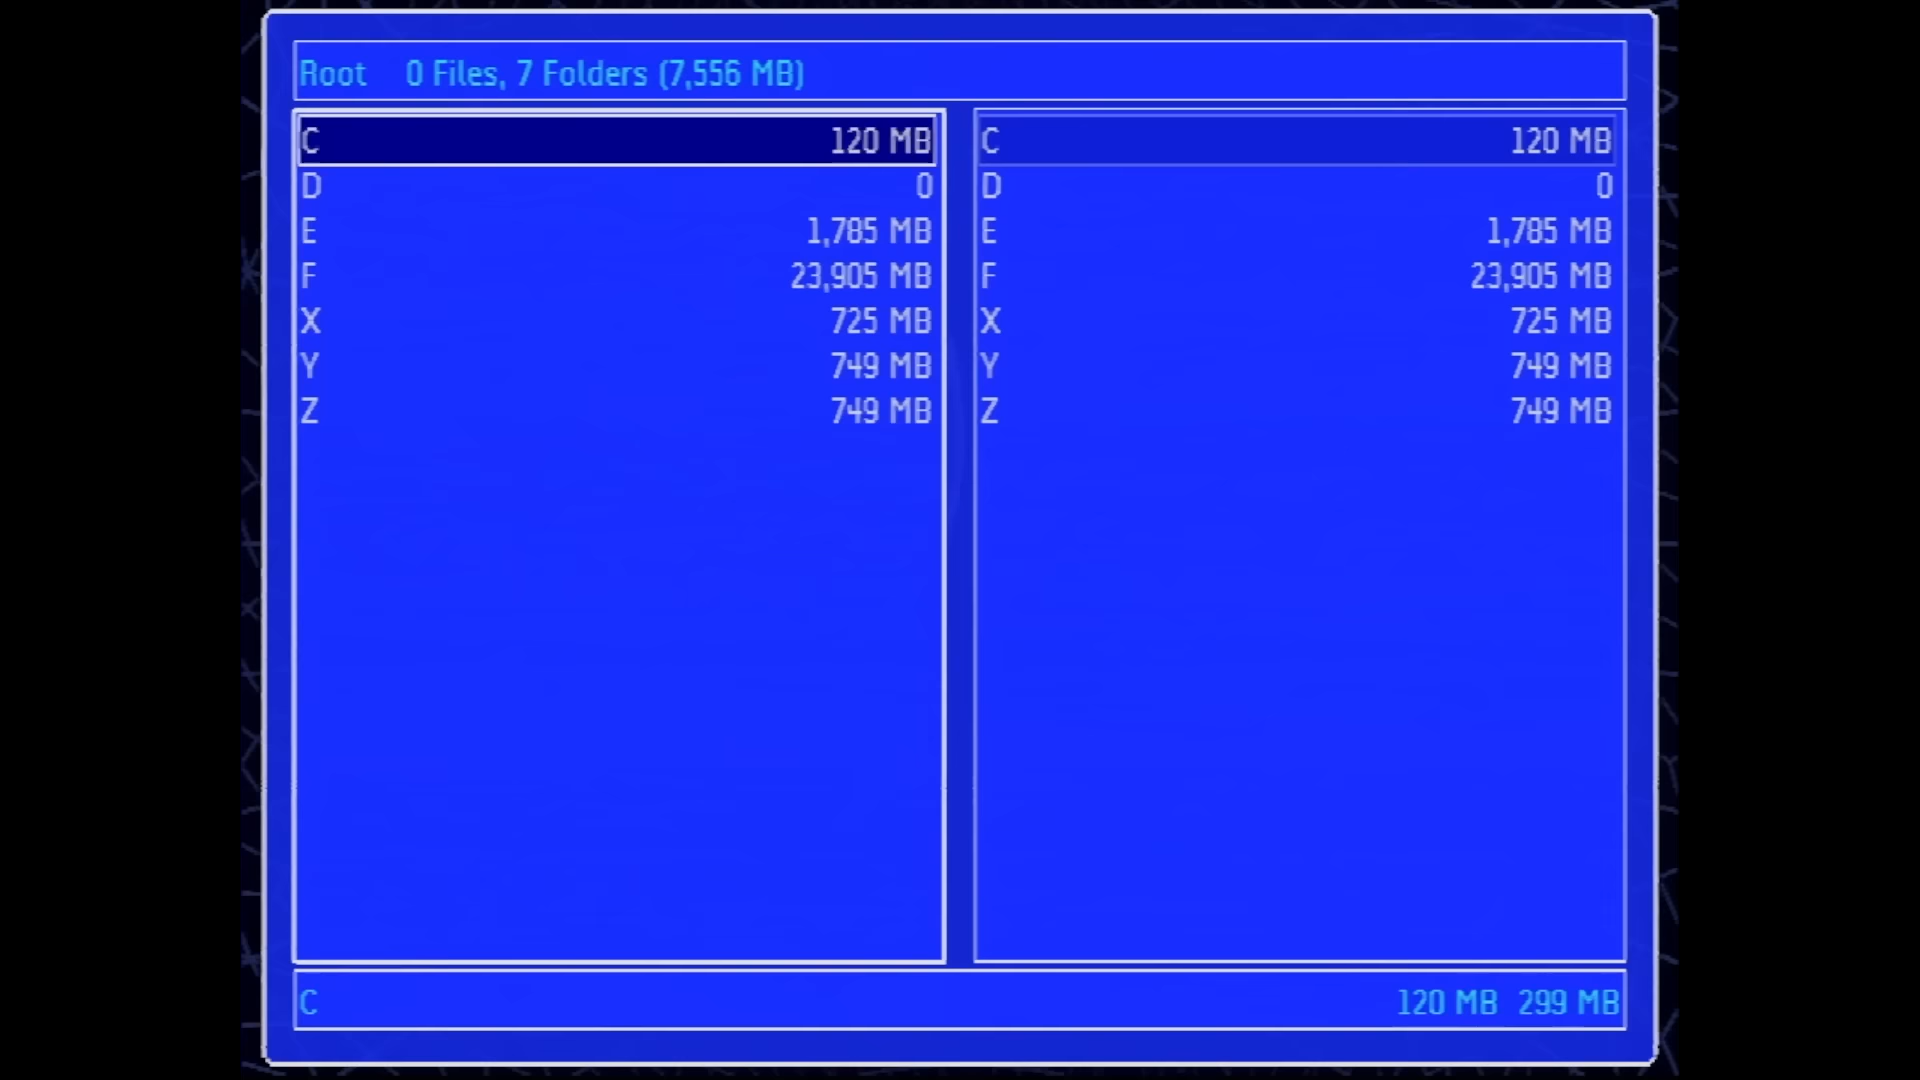 Root 0 Files, 7 Folders (7,556 MB)
C 120 MB
D 0
E 1,785 MB
F 23,905 MB
X 725 MB
Y 749 MB
Z 749 MB
C 120 MB
D 0
E 1,785 MB
F 23,905 MB
X 725 MB
Y 749 MB
Z 749 MB
C 120 MB 299 MB